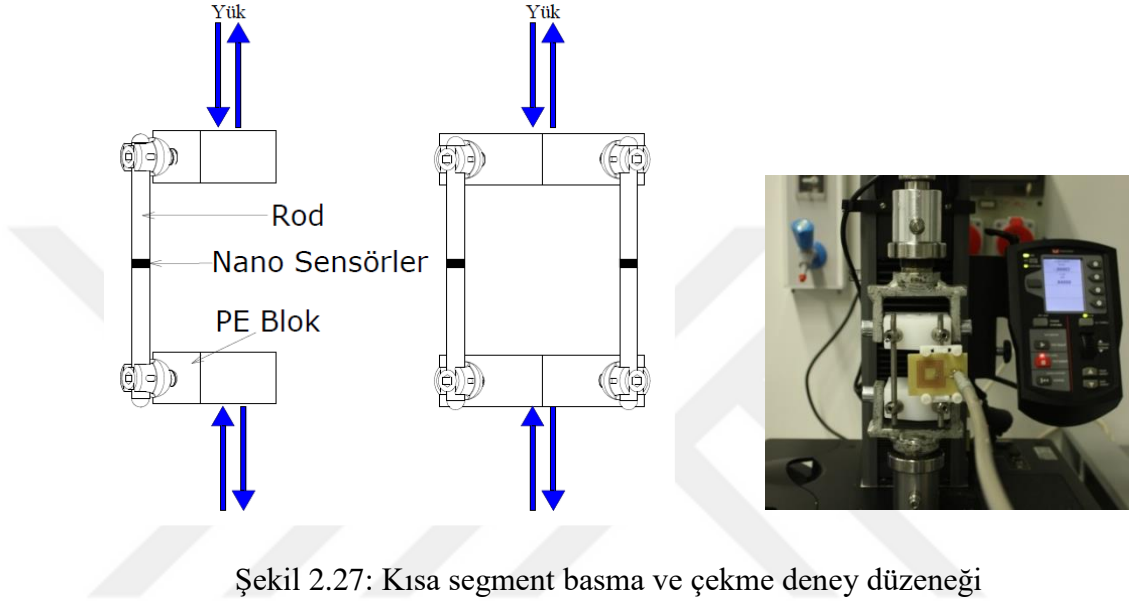 Yük
Yük
Rod
Nano Sensörler
PE Blok
Şekil 2.27: Kısa segment basma ve çekme deney düzeneği